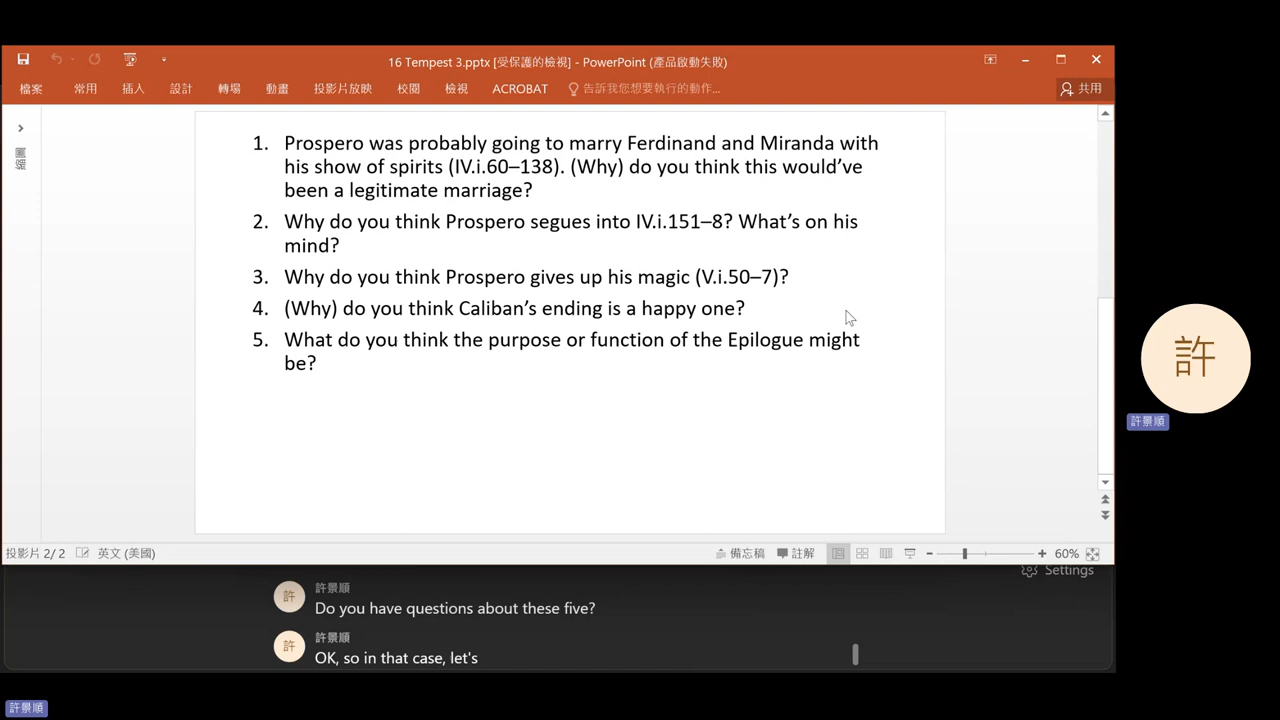 16 Tempest 3.pptx [受保護的檢視] - PowerPoint (產品啟動失敗)
檔案 常用 插入 設計 轉場 動畫 投影片放映 校閱 檢視 ACROBAT 告訴我您想要執行的動作... 共用
1. Prospero was probably going to marry Ferdinand and Miranda with
his show of spirits (IV.i.60–138). (Why) do you think this would’ve
been a legitimate marriage?
2. Why do you think Prospero segues into IV.i.151–8? What’s on his
mind?
3. Why do you think Prospero gives up his magic (V.i.50–7)?
4. (Why) do you think Caliban’s ending is a happy one?
5. What do you think the purpose or function of the Epilogue might
be?
許
許景順
投影片 2/ 2 英文 (美國) 備忘稿 註解 60%
Settings
許 許景順
Do you have questions about these five?
許 許景順
OK, so in that case, let's
許景順